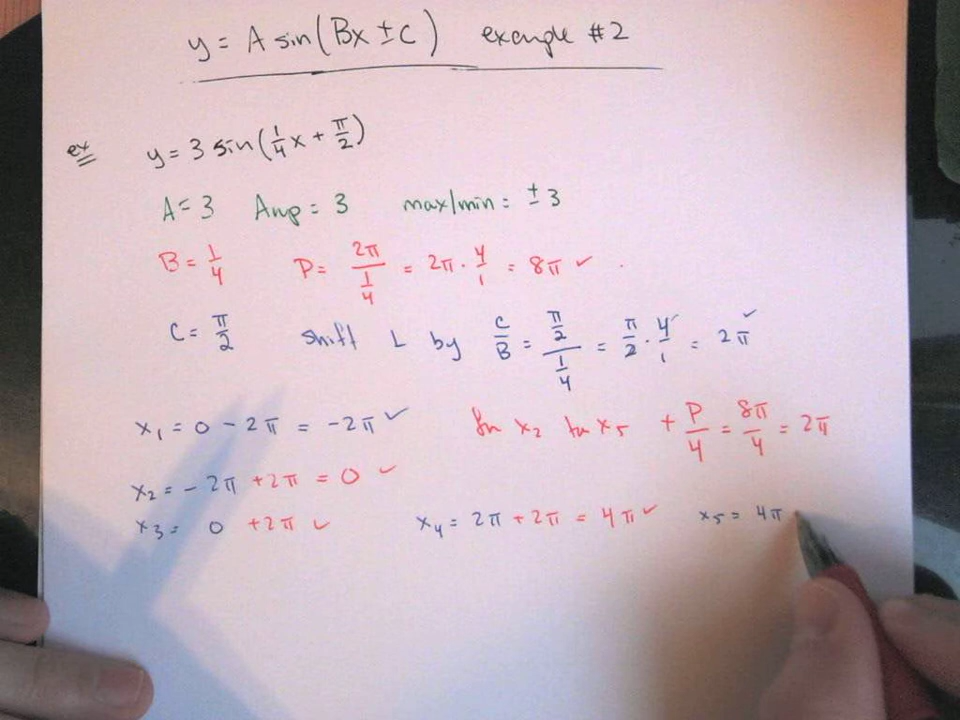 y = A sin(Bx ± C) example #2
ex y = 3 sin(1/4 x + π/2)
A = 3 Amp = 3 max/min: ± 3
B = 1/4 P = 2π/(1/4) = 2π · 4/1 = 8π ✓
C = π/2 shift L by C/B = (π/2)/(1/4) = π/2 · 4/1 = 2π ✓
x₁ = 0 - 2π = -2π ✓ for x₂ to x₅ + P/4 = 8π/4 = 2π
x₂ = - 2π + 2π = 0 ✓
x₃ = 0 + 2π ✓ x₄ = 2π + 2π = 4π ✓ x₅ = 4π